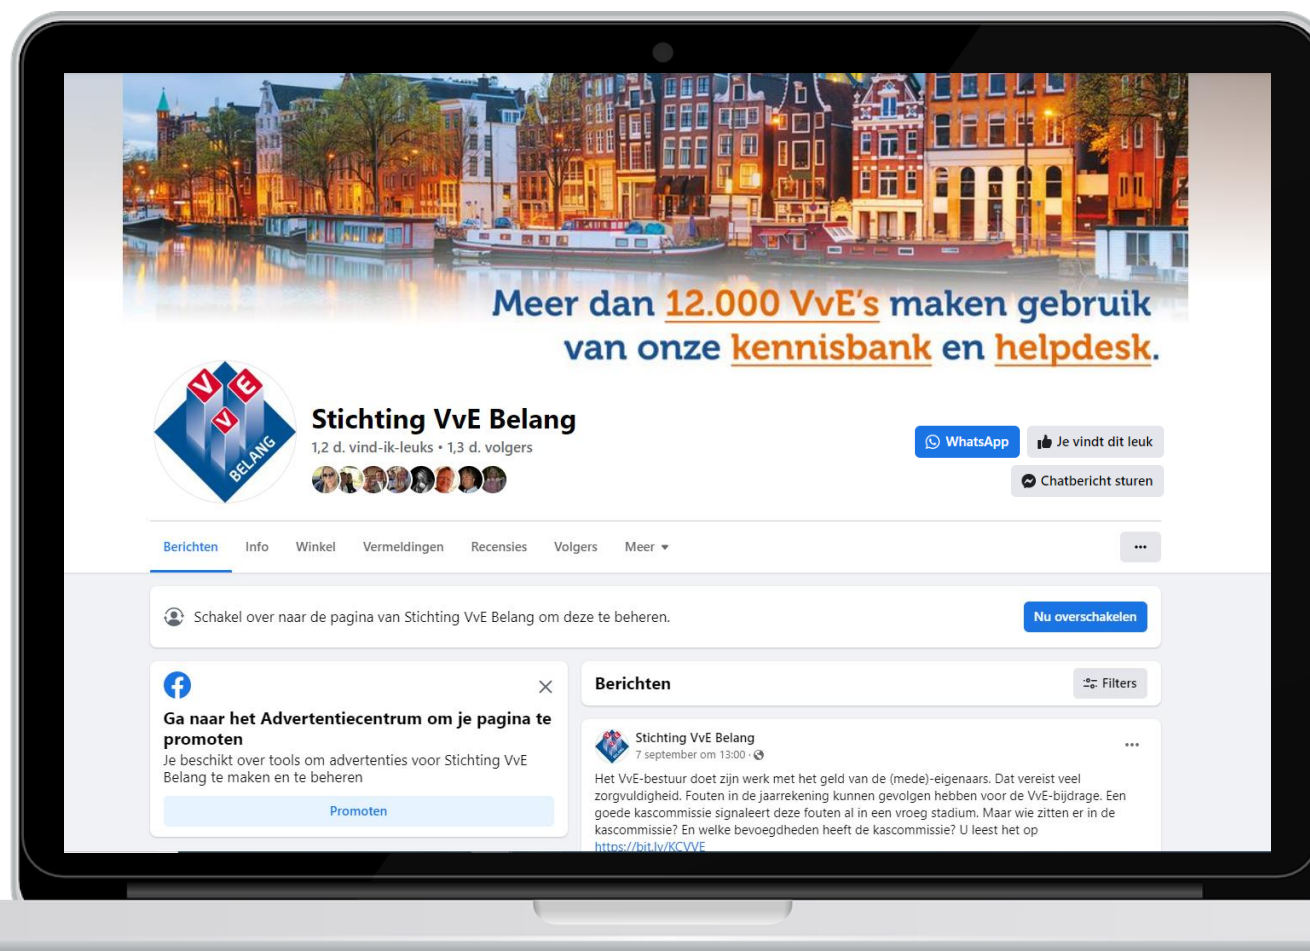 Meer dan 12.000 VvE's maken gebruik
van onze kennisbank en helpdesk.
V V E
V
BELANG
Stichting VvE Belang
1,2 d. vind-ik-leuks • 1,3 d. volgers
WhatsApp
Je vindt dit leuk
Chatbericht sturen
Berichten Info Winkel Vermeldingen Recensies Volgers Meer
Schakel over naar de pagina van Stichting VvE Belang om deze te beheren.
Nu overschakelen
Ga naar het Advertentiecentrum om je pagina te
promoten
Je beschikt over tools om advertenties voor Stichting VvE
Belang te maken en te beheren
Promoten
Berichten
Filters
Stichting VvE Belang
7 september om 13:00 ·
Het VvE-bestuur doet zijn werk met het geld van de (mede)-eigenaars. Dat vereist veel
zorgvuldigheid. Fouten in de jaarrekening kunnen gevolgen hebben voor de VvE-bijdrage. Een
goede kascommissie signaleert deze fouten al in een vroeg stadium. Maar wie zitten er in de
kascommissie? En welke bevoegdheden heeft de kascommissie? U leest het op
https://bit.ly/KCVVE